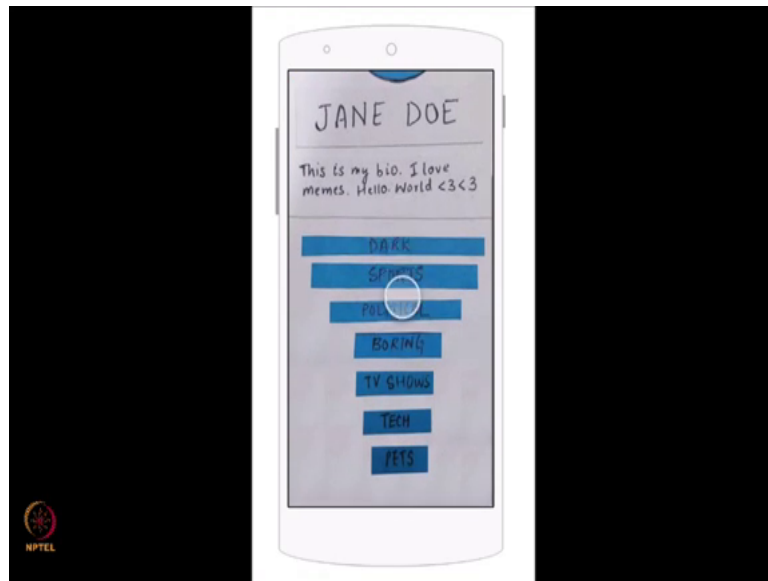 JANE DOE
This is my bio. I love
memes. Hello World <3<3
DARK
SPORTS
POLITICAL
BORING
TV SHOWS
TECH
PETS
NPTEL